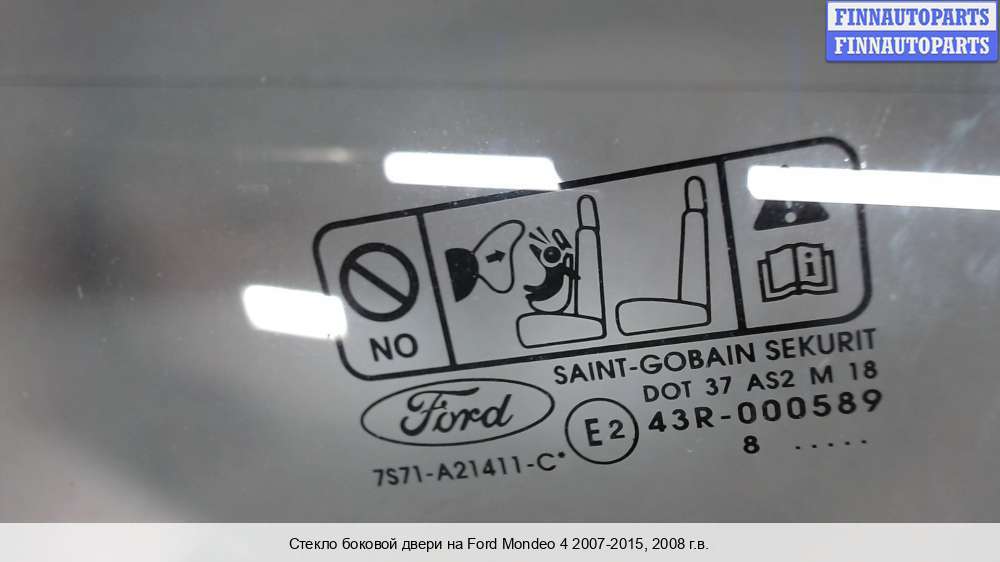 FINNAUTOPARTS
FINNAUTOPARTS
NO
i
SAINT-GOBAIN SEKURIT
DOT 37 AS2 M 18
Ford
E2
43R-000589
7S71-A21411-C*
8 .....
Стекло боковой двери на Ford Mondeo 4 2007-2015, 2008 г.в.